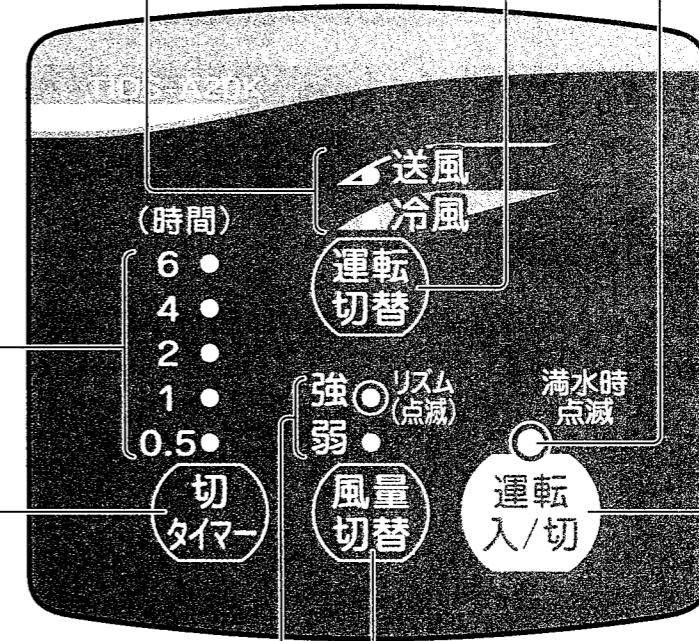 送風
冷風
運転
切替
(時間)
6
4
2
1
0.5
切
タイマー
強
弱
リズム
(点滅)
風量
切替
満水時
点滅
運転
入/切